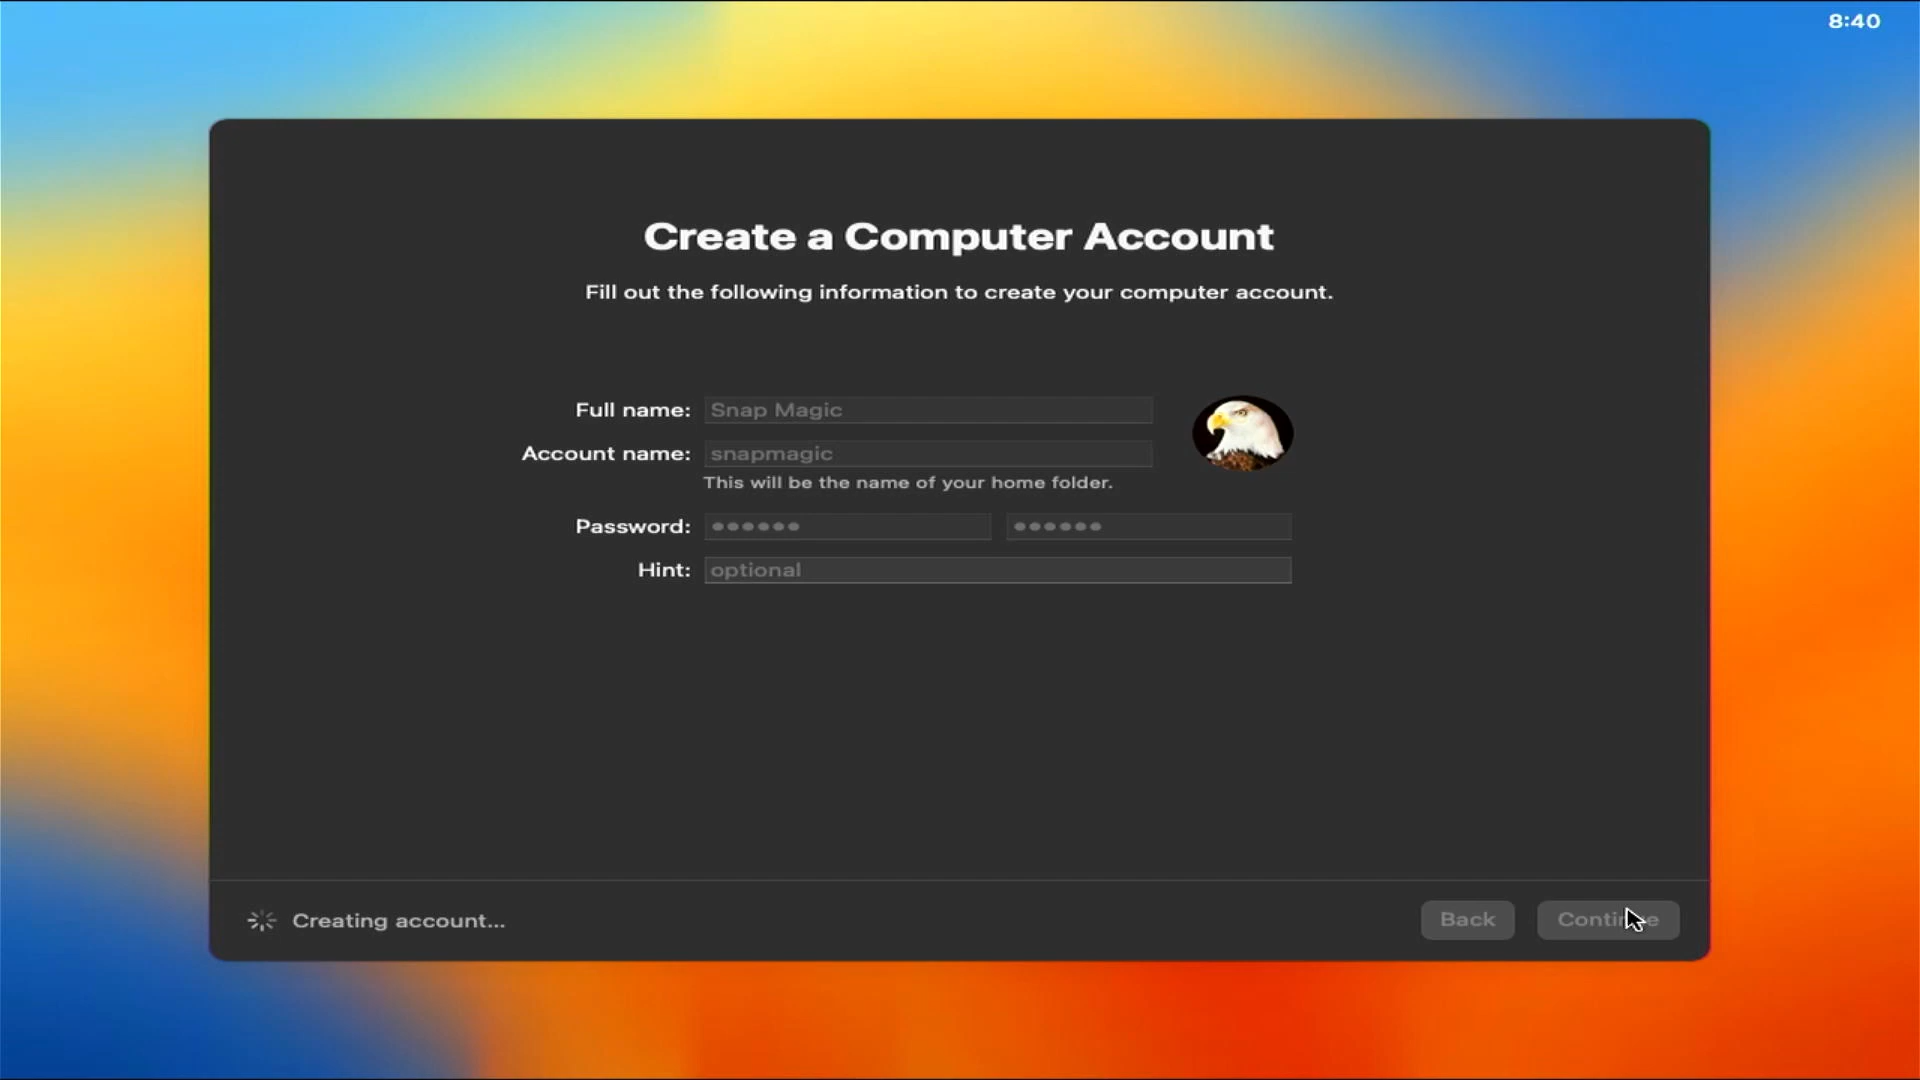 8:40
Create a Computer Account
Fill out the following information to create your computer account.
Full name: Snap Magic
Account name: snapmagic
This will be the name of your home folder.
Password: •••••• ••••••
Hint: optional
Creating account...
Back Continue